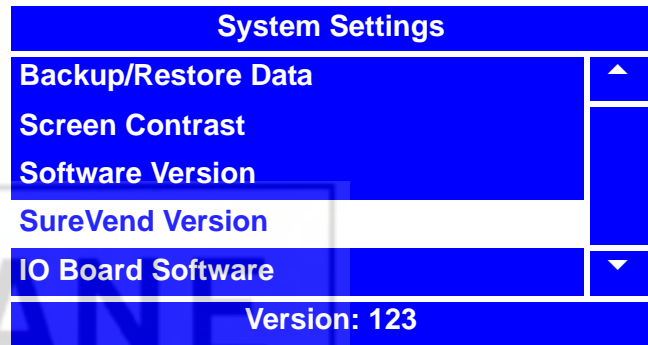 System Settings
Backup/Restore Data
Screen Contrast
Software Version
SureVend Version
IO Board Software
Version: 123